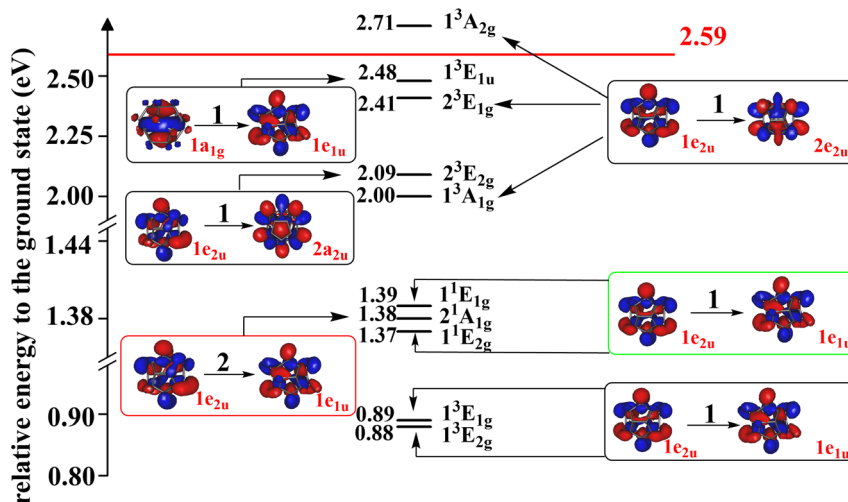 relative energy to the ground state (eV)
2.71 1³A₂g
2.59
2.50
2.48 1³E₁u
2.41 2³E₁g
1
1a₁g 1e₁u
1
1e₂u 2e₂u
2.25
2.09 2³E₂g
2.00
2.00 1³A₁g
1
1e₂u 2a₂u
1.44
1.39 1¹E₁g
1.38
1.38 2¹A₁g
1.37 1¹E₂g
1
1e₂u 1e₁u
2
1e₂u 1e₁u
0.90
0.89 1³E₁g
0.88 1³E₂g
1
1e₂u 1e₁u
0.80